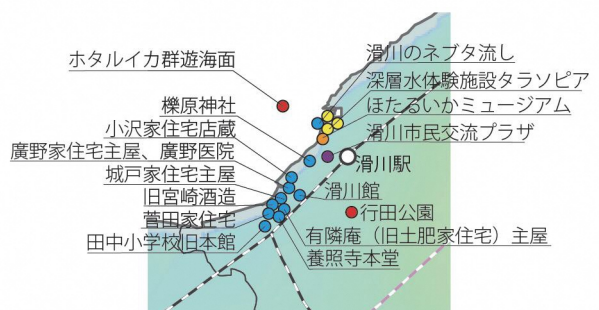 ホタルイカ群遊海面
櫟原神社
小沢家住宅店蔵
廣野家住宅主屋、廣野医院
城戸家住宅主屋
旧宮崎酒造
菅田家住宅
田中小学校旧本館
滑川のネブタ流し
深層水体験施設タラソピア
ほたるいかミュージアム
滑川市民交流プラザ
滑川駅
滑川館
行田公園
有隣庵（旧土肥家住宅）主屋
養照寺本堂